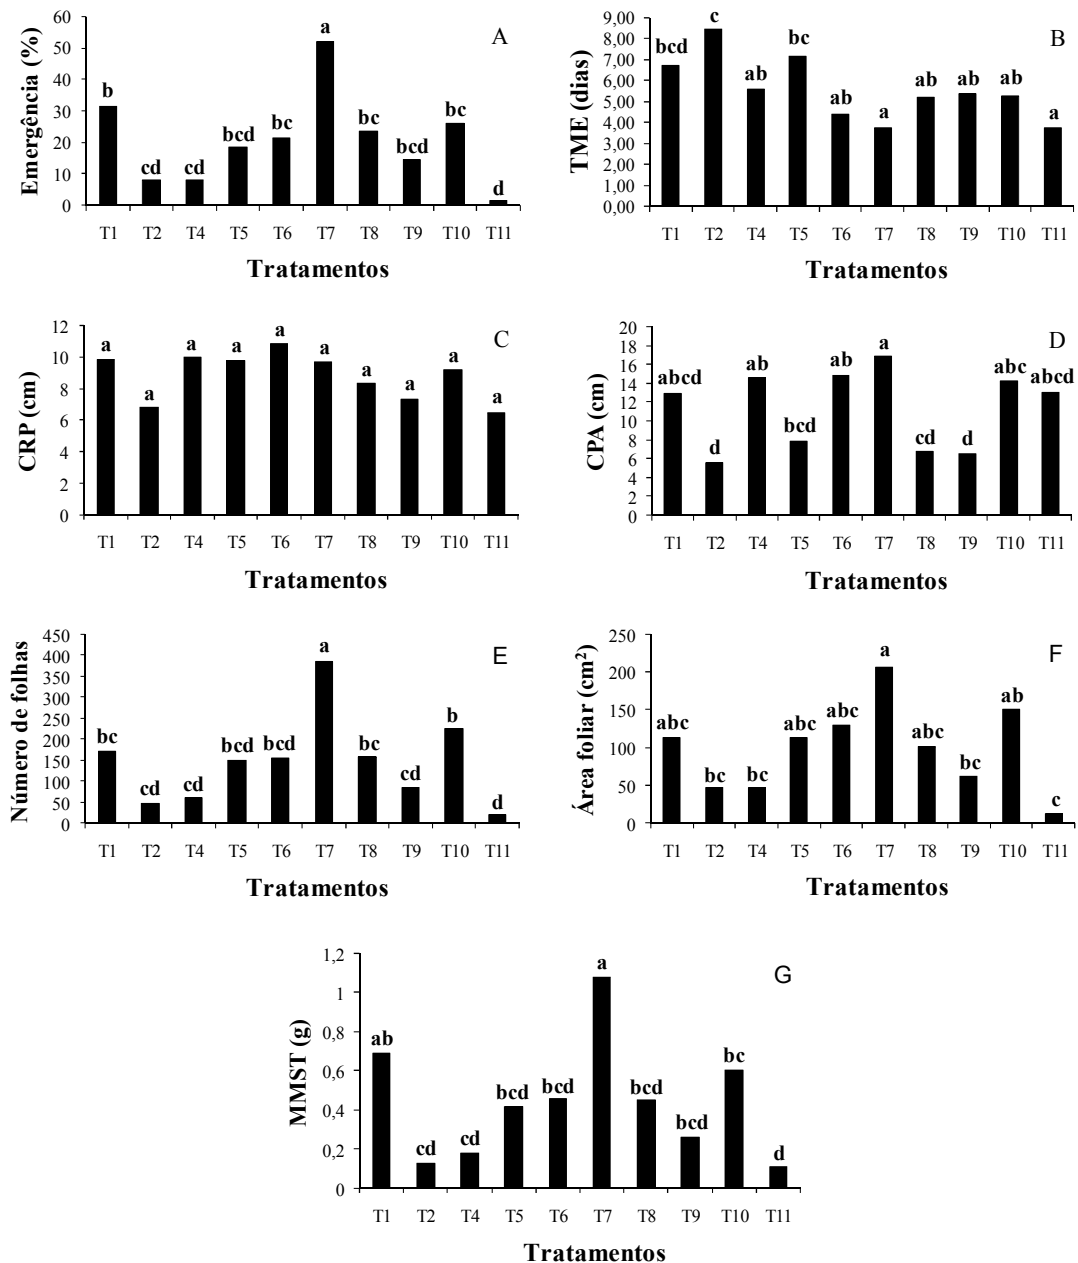 A
Emergência (%)
60
50
40
30
20
10
0
b
cd
cd
bcd
bc
a
bc
bcd
bc
d
T1 T2 T4 T5 T6 T7 T8 T9 T10 T11
Tratamentos
B
TME (dias)
9,00
8,00
7,00
6,00
5,00
4,00
3,00
2,00
1,00
0,00
bcd
c
ab
bc
ab
a
ab
ab
ab
a
T1 T2 T4 T5 T6 T7 T8 T9 T10 T11
Tratamentos
C
CRP (cm)
12
10
8
6
4
2
0
a
a
a
a
a
a
a
a
a
a
T1 T2 T4 T5 T6 T7 T8 T9 T10 T11
Tratamentos
D
CPA (cm)
20
18
16
14
12
10
8
6
4
2
0
abcd
d
ab
bcd
ab
a
cd
d
abc
abcd
T1 T2 T4 T5 T6 T7 T8 T9 T10 T11
Tratamentos
E
Número de folhas
450
400
350
300
250
200
150
100
50
0
bc
cd
cd
bcd
bcd
a
bc
cd
b
d
T1 T2 T4 T5 T6 T7 T8 T9 T10 T11
Tratamentos
F
Área foliar (cm²)
250
200
150
100
50
0
abc
bc
bc
abc
abc
a
abc
bc
ab
c
T1 T2 T4 T5 T6 T7 T8 T9 T10 T11
Tratamentos
G
MMST (g)
1,2
1
0,8
0,6
0,4
0,2
0
ab
cd
cd
bcd
bcd
a
bcd
bcd
bc
d
T1 T2 T4 T5 T6 T7 T8 T9 T10 T11
Tratamentos